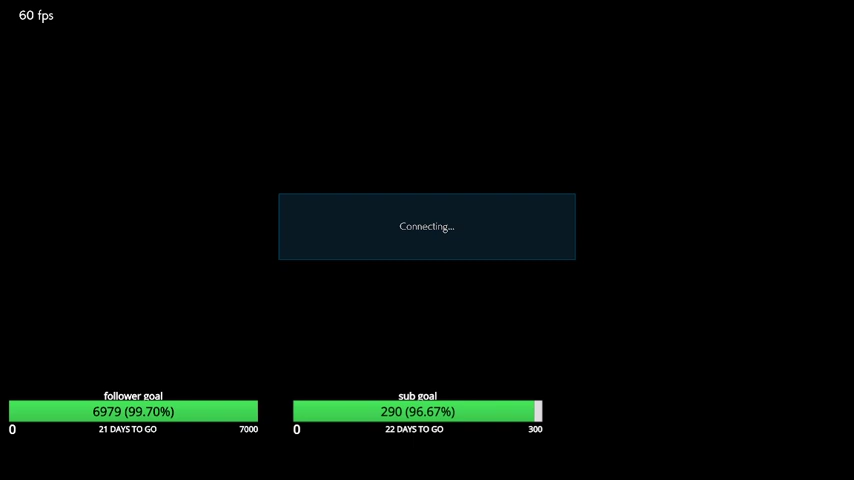 60 fps
Connecting...
follower goal
6979 (99.70%)
0 21 DAYS TO GO 7000
sub goal
290 (96.67%)
0 22 DAYS TO GO 300